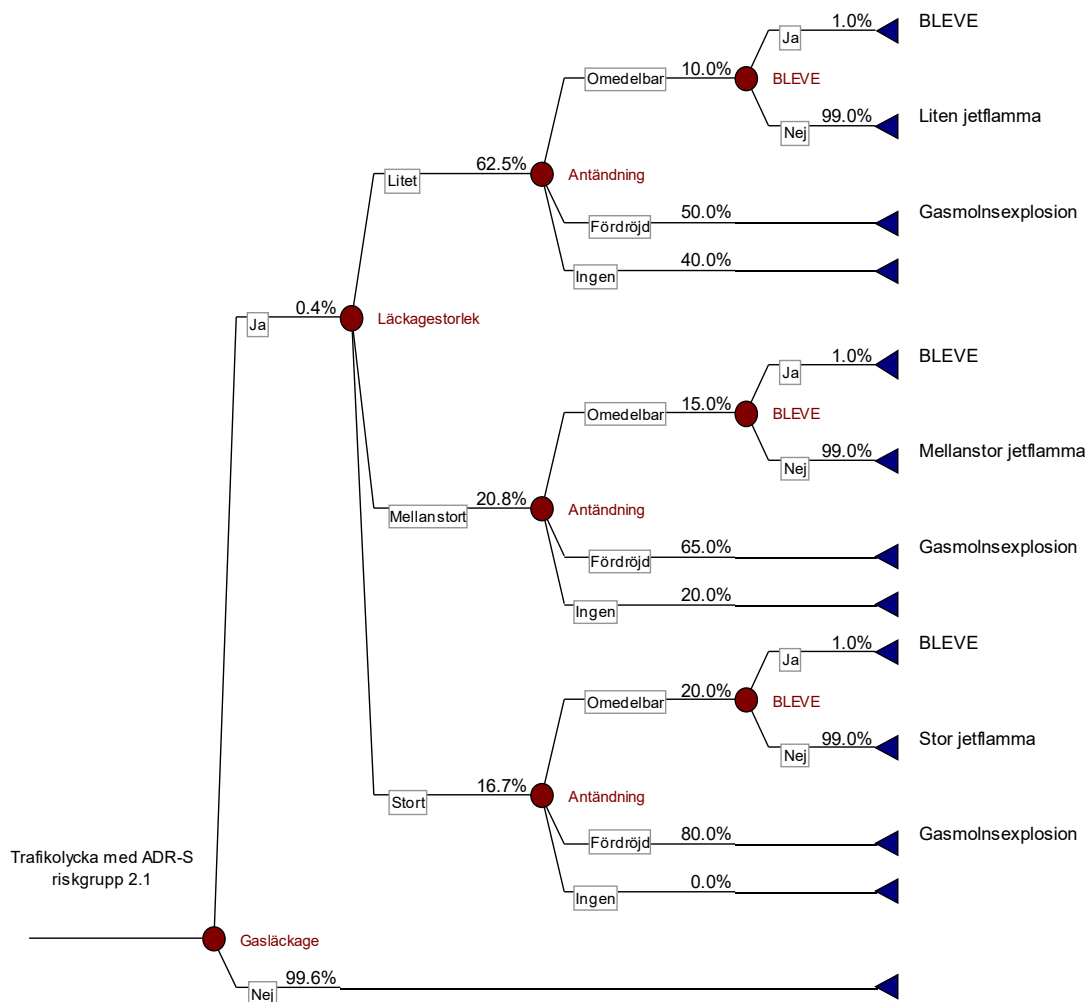 1.0%
BLEVE
Ja
Omedelbar
10.0%
BLEVE
Nej
99.0%
Liten jetflamma
Litet
62.5%
Antändning
Fördröjd
50.0%
Gasmolnsexplosion
Ingen
40.0%
Ja
0.4%
Läckagestorlek
1.0%
BLEVE
Ja
Omedelbar
15.0%
BLEVE
Nej
99.0%
Mellanstor jetflamma
Mellanstort
20.8%
Antändning
Fördröjd
65.0%
Gasmolnsexplosion
Ingen
20.0%
1.0%
BLEVE
Ja
Omedelbar
20.0%
BLEVE
Nej
99.0%
Stor jetflamma
Stort
16.7%
Antändning
Fördröjd
80.0%
Gasmolnsexplosion
Ingen
0.0%
Trafikolycka med ADR-S
riskgrupp 2.1
Gasläckage
Nej
99.6%